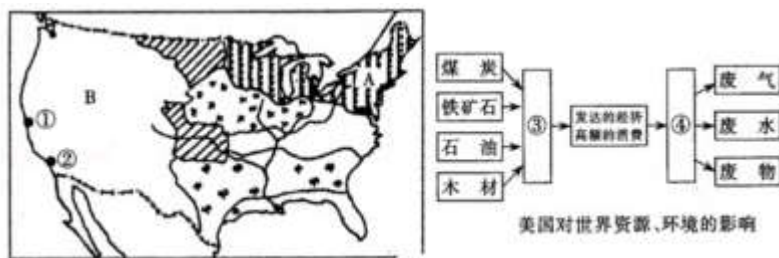 A
B
①
②
煤炭
铁矿石
石油
木材
③
发达的经济
高额的消费
④
废气
废水
废物
美国对世界资源、环境的影响